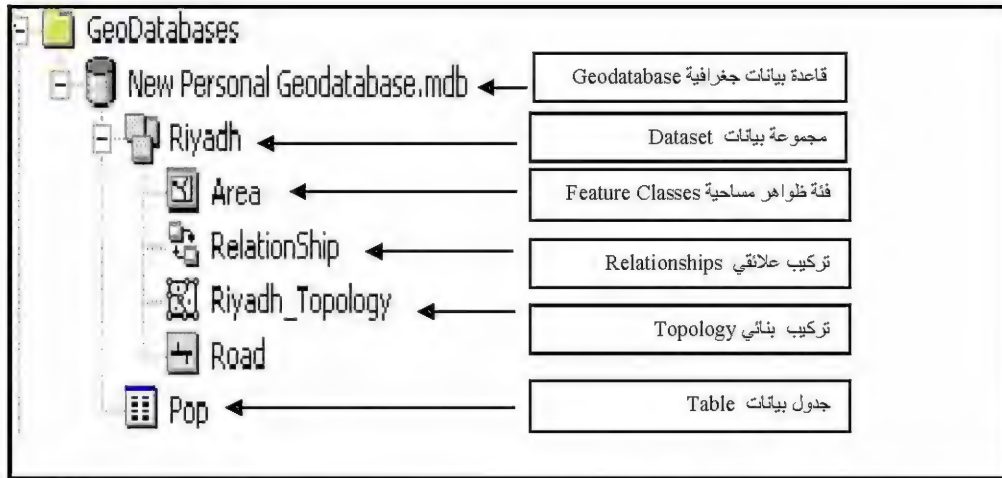 GeoDatabases
New Personal Geodatabase.mdb
قاعدة بيانات جغرافية Geodatabase
Riyadh
مجموعة بيانات Dataset
Area
فئة ظواهر مساحية Feature Classes
RelationShip
تركيب علائقي Relationships
Riyadh_Topology
تركيب بنائي Topology
Road
Pop
جدول بيانات Table